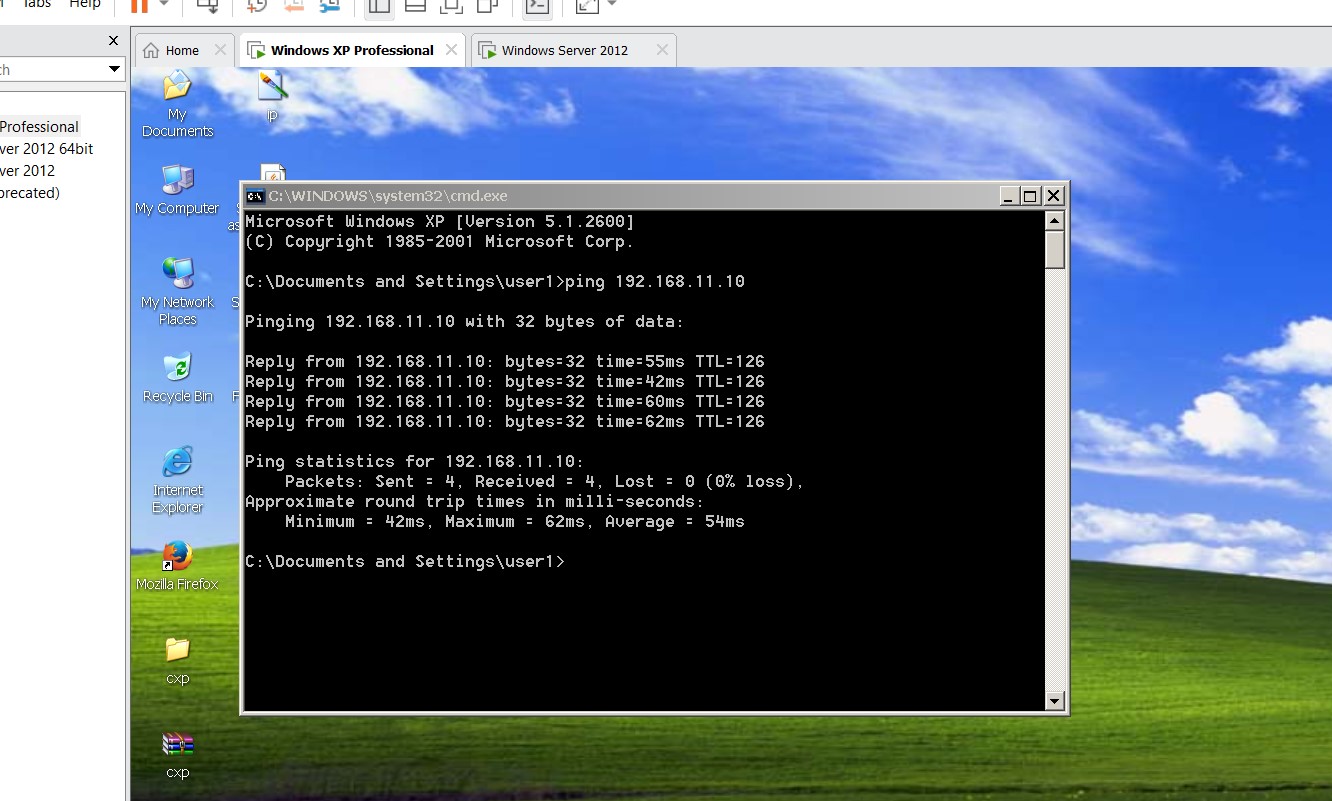 Tabs Help
Home
Windows XP Professional
Windows Server 2012
Professional
ver 2012 64bit
ver 2012
precated)
ch
My
Documents
ip
My Computer
S
as
My Network
Places
S
Recycle Bin
F
Internet
Explorer
Mozilla Firefox
cxp
cxp
C:\WINDOWS\system32\cmd.exe
Microsoft Windows XP [Version 5.1.2600]
(C) Copyright 1985-2001 Microsoft Corp.
C:\Documents and Settings\user1>ping 192.168.11.10
Pinging 192.168.11.10 with 32 bytes of data:
Reply from 192.168.11.10: bytes=32 time=55ms TTL=126
Reply from 192.168.11.10: bytes=32 time=42ms TTL=126
Reply from 192.168.11.10: bytes=32 time=60ms TTL=126
Reply from 192.168.11.10: bytes=32 time=62ms TTL=126
Ping statistics for 192.168.11.10:
Packets: Sent = 4, Received = 4, Lost = 0 (0% loss),
Approximate round trip times in milli-seconds:
Minimum = 42ms, Maximum = 62ms, Average = 54ms
C:\Documents and Settings\user1>